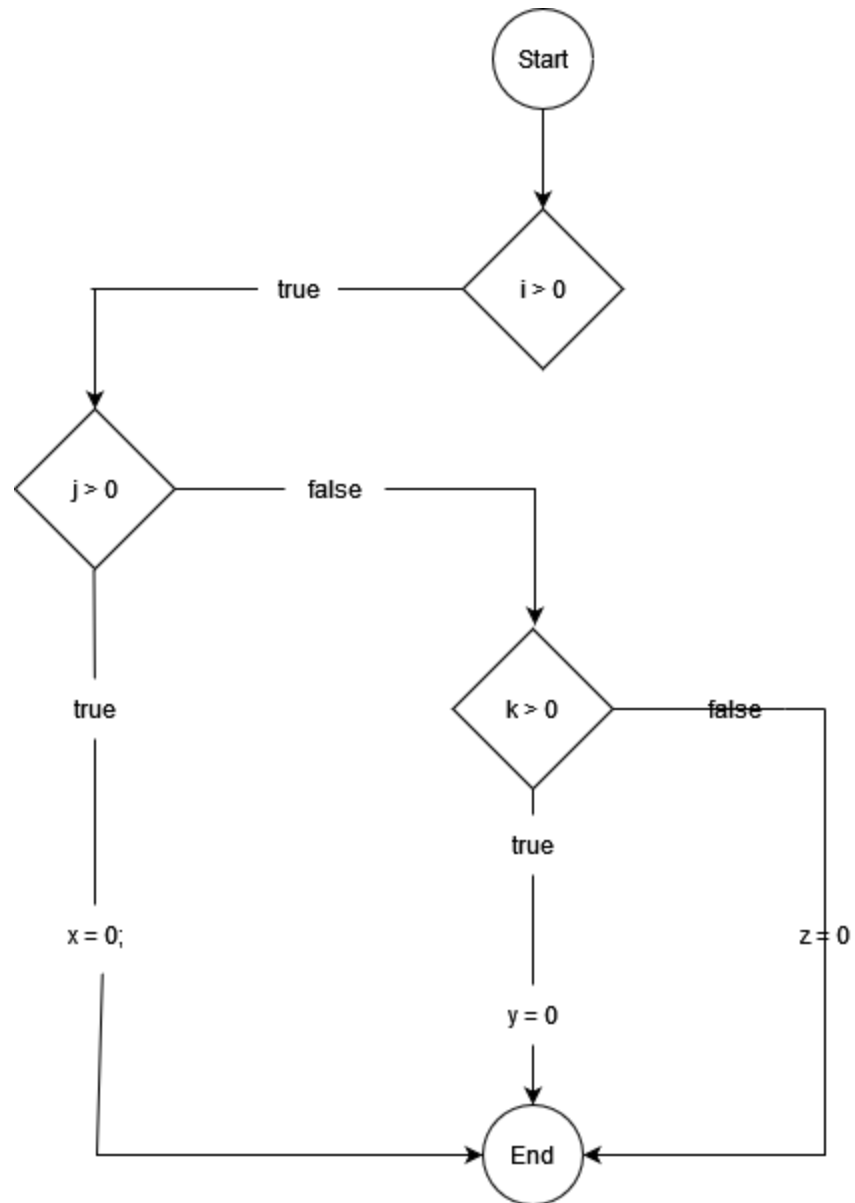 Start
i > 0
true
j > 0
false
k > 0
false
true
true
x = 0;
z = 0
y = 0
End